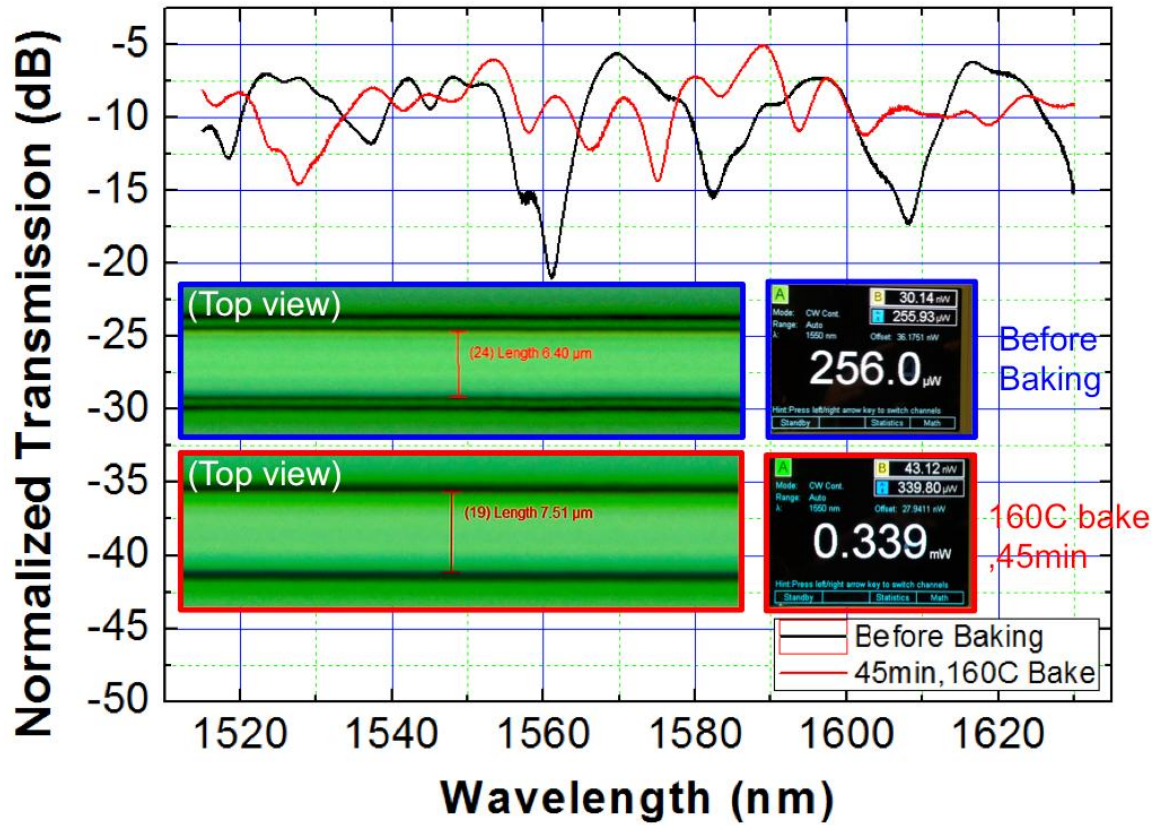 Normalized Transmission (dB)
-5
-10
-15
-20
-25
-30
-35
-40
-45
-50
(Top view)
(24) Length 6.40 µm
A
B 30.14 nW
255.93 µW
Mode: CW Cont.
Range: Auto
λ: 1550 nm Offset: 36.1751 nW
256.0 µW
Hint:Press left/right arrow key to switch channels
Standby Statistics Math
Before
Baking
(Top view)
(19) Length 7.51 µm
A
B 43.12 nW
339.80 µW
Mode: CW Cont.
Range: Auto
λ: 1550 nm Offset: 27.9411 nW
0.339 mW
Hint:Press left/right arrow key to switch channels
Standby Statistics Math
160C bake
,45min
Before Baking
45min,160C Bake
1520 1540 1560 1580 1600 1620
Wavelength (nm)